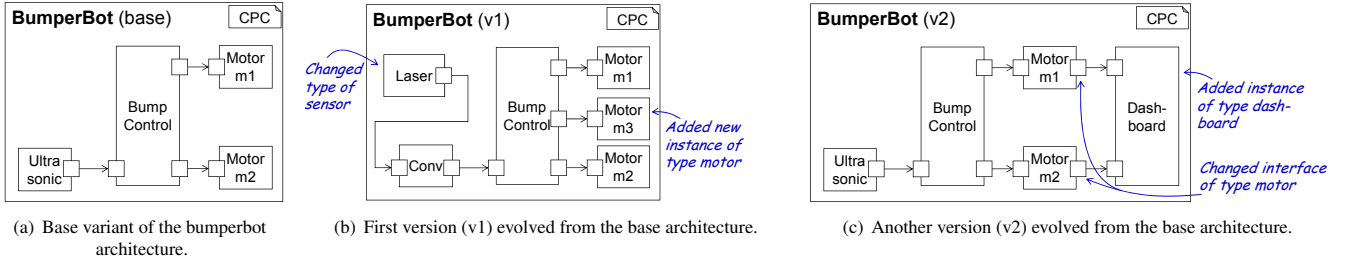 BumperBot (base)
CPC
Motor
m1
Bump
Control
Ultra
sonic
Motor
m2
(a) Base variant of the bumperbot
architecture.
BumperBot (v1)
CPC
Changed
type of
sensor
Laser
Conv
Bump
Control
Motor
m1
Motor
m3
Motor
m2
Added new
instance of
type motor
(b) First version (v1) evolved from the base architecture.
BumperBot (v2)
CPC
Ultra
sonic
Bump
Control
Motor
m1
Motor
m2
Dash-
board
Added instance
of type dash-
board
Changed interface
of type motor
(c) Another version (v2) evolved from the base architecture.